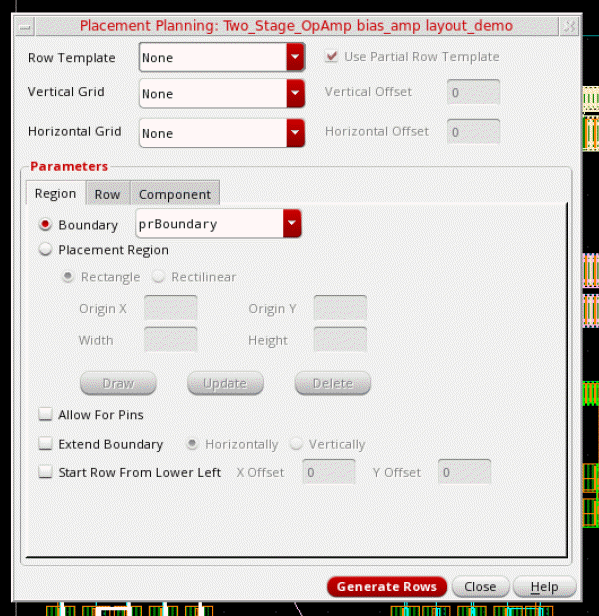 Placement Planning: Two_Stage_OpAmp bias_amp layout_demo
Row Template None Use Partial Row Template
Vertical Grid None Vertical Offset 0
Horizontal Grid None Horizontal Offset 0
Parameters
Region Row Component
Boundary prBoundary
Placement Region
Rectangle Rectilinear
Origin X Origin Y
Width Height
Draw Update Delete
Allow For Pins
Extend Boundary Horizontally Vertically
Start Row From Lower Left X Offset 0 Y Offset 0
Generate Rows Close Help